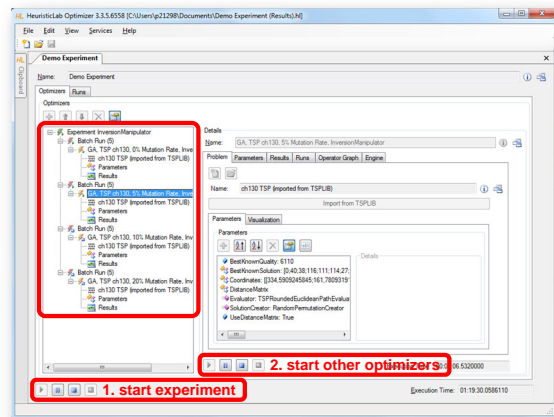 HeuristicLab Optimizer 3.3.5.6558 [C:\Users\p21298\Documents\Demo Experiment (Results).hl]
File Edit View Services Help
Clipboard
Demo Experiment
Name: Demo Experiment
Optimizers Runs
Optimizers
Experiment InversionManipulator
Batch Run (5)
GA, TSP ch130, 0% Mutation Rate, Inve
ch130 TSP (imported from TSPLIB)
Parameters
Results
Batch Run (5)
GA, TSP ch130, 5% Mutation Rate, Inve
ch130 TSP (imported from TSPLIB)
Parameters
Results
Batch Run (5)
GA, TSP ch130, 10% Mutation Rate, Inv
ch130 TSP (imported from TSPLIB)
Parameters
Results
Batch Run (5)
GA, TSP ch130, 20% Mutation Rate, Inv
ch130 TSP (imported from TSPLIB)
Parameters
Results
Details
Name: GA, TSP ch130, 5% Mutation Rate, InversionManipulator
Problem Parameters Results Runs Operator Graph Engine
Name: ch130 TSP (imported from TSPLIB)
Import from TSPLIB
Parameters Visualization
Parameters
BestKnownQuality: 6110
BestKnownSolution: [0;40;38;116;111;114;27;
Coordinates: [[334,5909245845;161,7809319
DistanceMatrix
Evaluator: TSPRoundedEuclideanPathEvalua
SolutionCreator: RandomPermutationCreator
UseDistanceMatrix: True
Details
2. start other optimizers
06.5320000
1. start experiment
Execution Time: 01:19:30.0586110